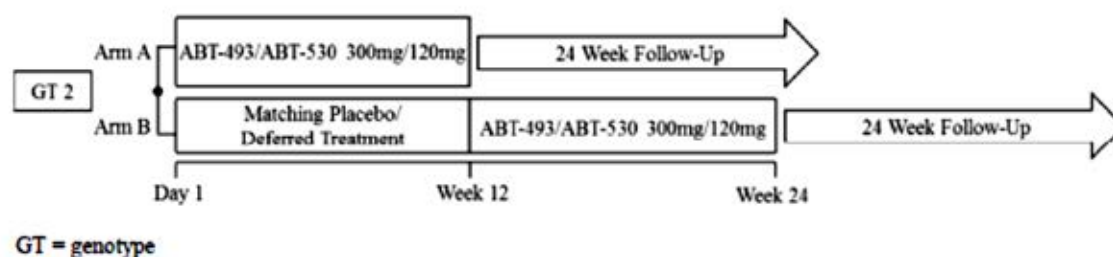 Arm A
ABT-493/ABT-530 300mg/120mg
24 Week Follow-Up
GT 2
Arm B
Matching Placebo/
Deferred Treatment
ABT-493/ABT-530 300mg/120mg
24 Week Follow-Up
Day 1
Week 12
Week 24
GT = genotype